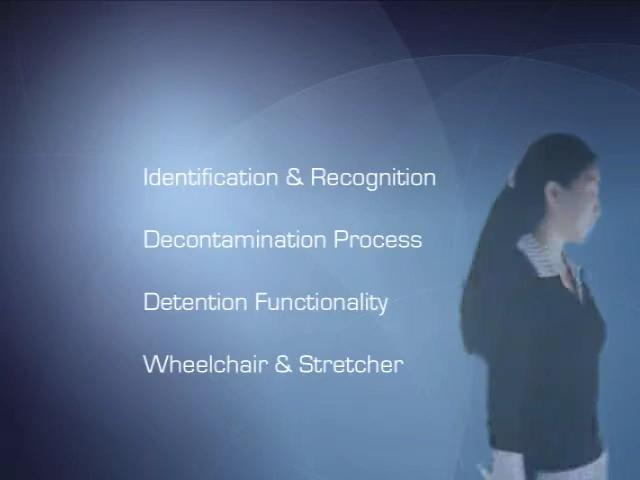 Identification & Recognition
Decontamination Process
Detention Functionality
Wheelchair & Stretcher